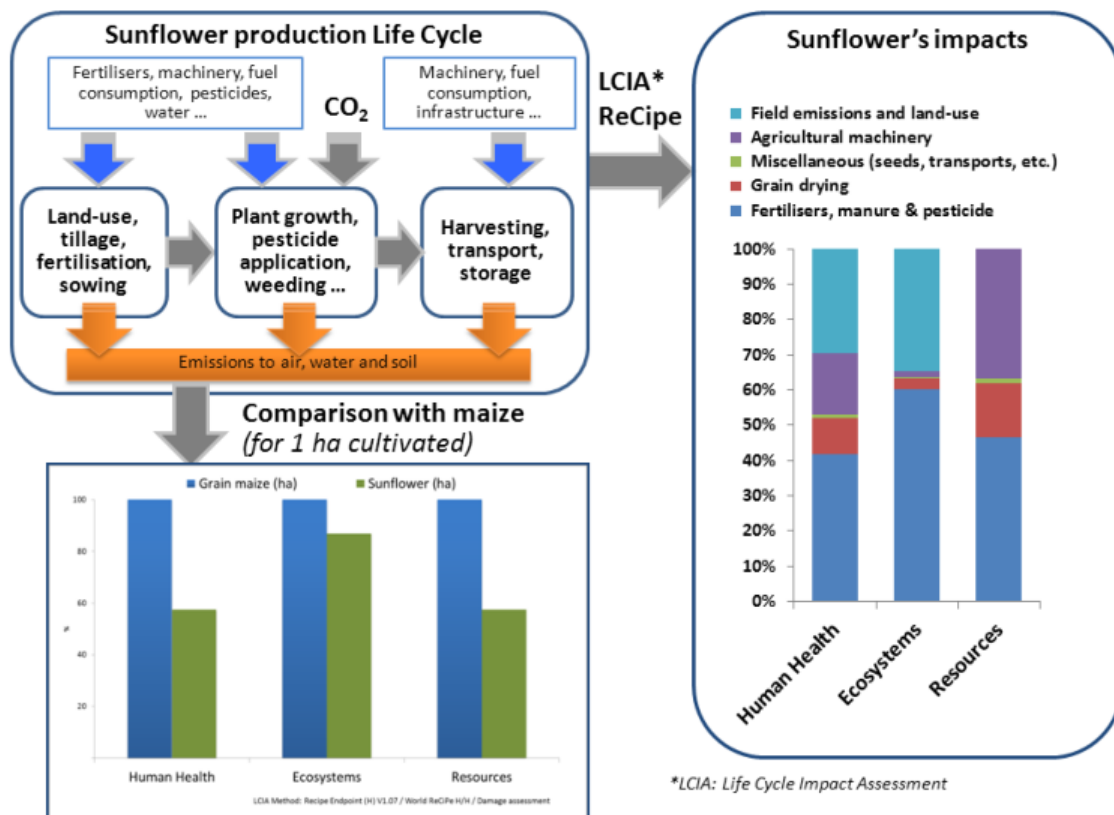 Sunflower production Life Cycle
Fertilisers, machinery, fuel
consumption, pesticides,
water ...
CO₂
Machinery, fuel
consumption,
infrastructure ...
Land-use,
tillage,
fertilisation,
sowing
Plant growth,
pesticide
application,
weeding ...
Harvesting,
transport,
storage
Emissions to air, water and soil
LCIA*
ReCipe
Comparison with maize
(for 1 ha cultivated)
Grain maize (ha)
Sunflower (ha)
100
80
60
%
40
20
Human Health
Ecosystems
Resources
LCIA Method: Recipe Endpoint (H) V1.07 / World ReCiPe H/H / Damage assessment
Sunflower's impacts
Field emissions and land-use
Agricultural machinery
Miscellaneous (seeds, transports, etc.)
Grain drying
Fertilisers, manure & pesticide
100%
90%
80%
70%
60%
50%
40%
30%
20%
10%
0%
Human Health
Ecosystems
Resources
*LCIA: Life Cycle Impact Assessment